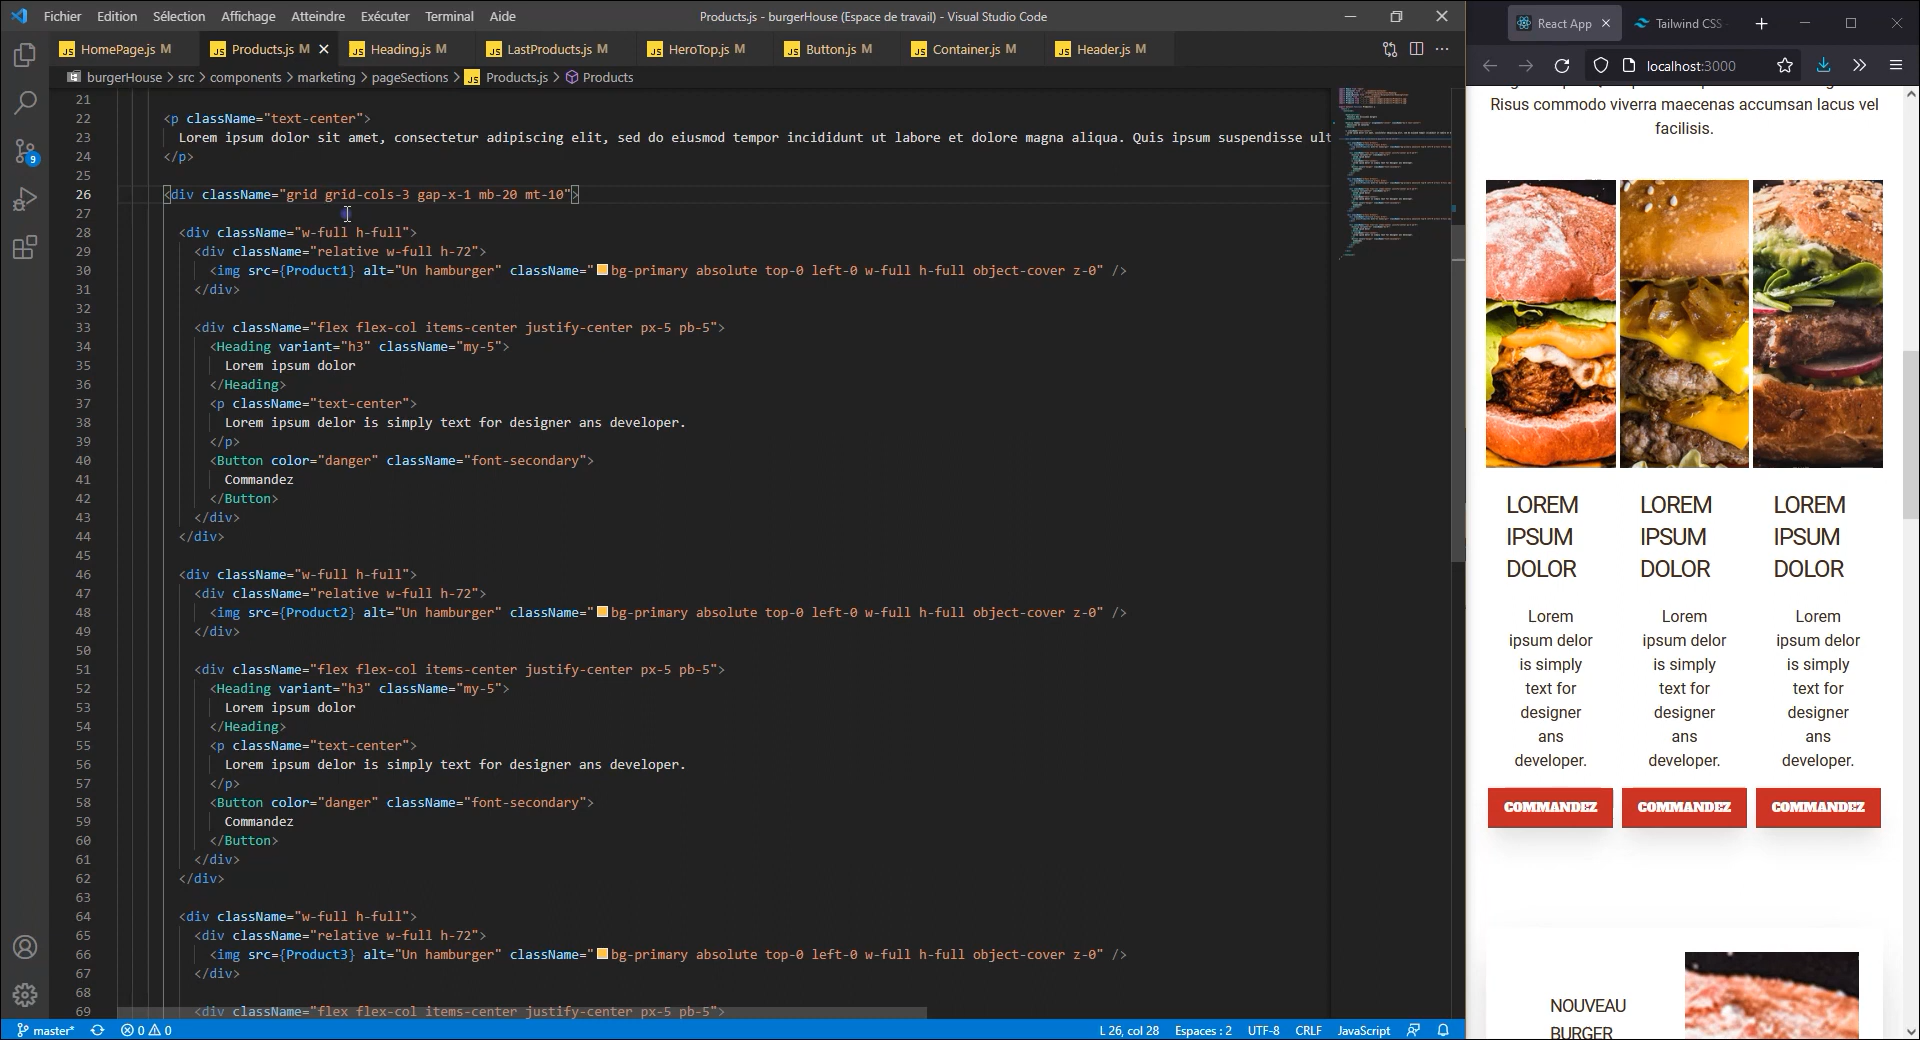 Fichier Edition Sélection Affichage Atteindre Exécuter Terminal Aide
Products.js - burgerHouse (Espace de travail) - Visual Studio Code
HomePage.js M Products.js M Heading.js M LastProducts.js M HeroTop.js M Button.js M Container.js M Header.js M
burgerHouse > src > components > marketing > pageSections > Products.js > Products
21
22 <p className="text-center">
23 Lorem ipsum dolor sit amet, consectetur adipiscing elit, sed do eiusmod tempor incididunt ut labore et dolore magna aliqua. Quis ipsum suspendisse ult
24 </p>
25
26 <div className="grid grid-cols-3 gap-x-1 mb-20 mt-10">
27
28 <div className="w-full h-full">
29 <div className="relative w-full h-72">
30 <img src={Product1} alt="Un hamburger" className="bg-primary absolute top-0 left-0 w-full h-full object-cover z-0" />
31 </div>
32
33 <div className="flex flex-col items-center justify-center px-5 pb-5">
34 <Heading variant="h3" className="my-5">
35 Lorem ipsum dolor
36 </Heading>
37 <p className="text-center">
38 Lorem ipsum delor is simply text for designer ans developer.
39 </p>
40 <Button color="danger" className="font-secondary">
41 Commandez
42 </Button>
43 </div>
44 </div>
45
46 <div className="w-full h-full">
47 <div className="relative w-full h-72">
48 <img src={Product2} alt="Un hamburger" className="bg-primary absolute top-0 left-0 w-full h-full object-cover z-0" />
49 </div>
50
51 <div className="flex flex-col items-center justify-center px-5 pb-5">
52 <Heading variant="h3" className="my-5">
53 Lorem ipsum dolor
54 </Heading>
55 <p className="text-center">
56 Lorem ipsum delor is simply text for designer ans developer.
57 </p>
58 <Button color="danger" className="font-secondary">
59 Commandez
60 </Button>
61 </div>
62 </div>
63
64 <div className="w-full h-full">
65 <div className="relative w-full h-72">
66 <img src={Product3} alt="Un hamburger" className="bg-primary absolute top-0 left-0 w-full h-full object-cover z-0" />
67 </div>
68
69 <div className="flex flex-col items-center justify-center px-5 pb-5">
9
master* 0 0
L 26, col 28 Espaces : 2 UTF-8 CRLF JavaScript
React App Tailwind CSS
localhost:3000
Risus commodo viverra maecenas accumsan lacus vel
facilisis.
LOREM LOREM LOREM
IPSUM IPSUM IPSUM
DOLOR DOLOR DOLOR
Lorem Lorem Lorem
ipsum delor ipsum delor ipsum delor
is simply is simply is simply
text for text for text for
designer designer designer
ans ans ans
developer. developer. developer.
COMMANDEZ COMMANDEZ COMMANDEZ
NOUVEAU
BURGER